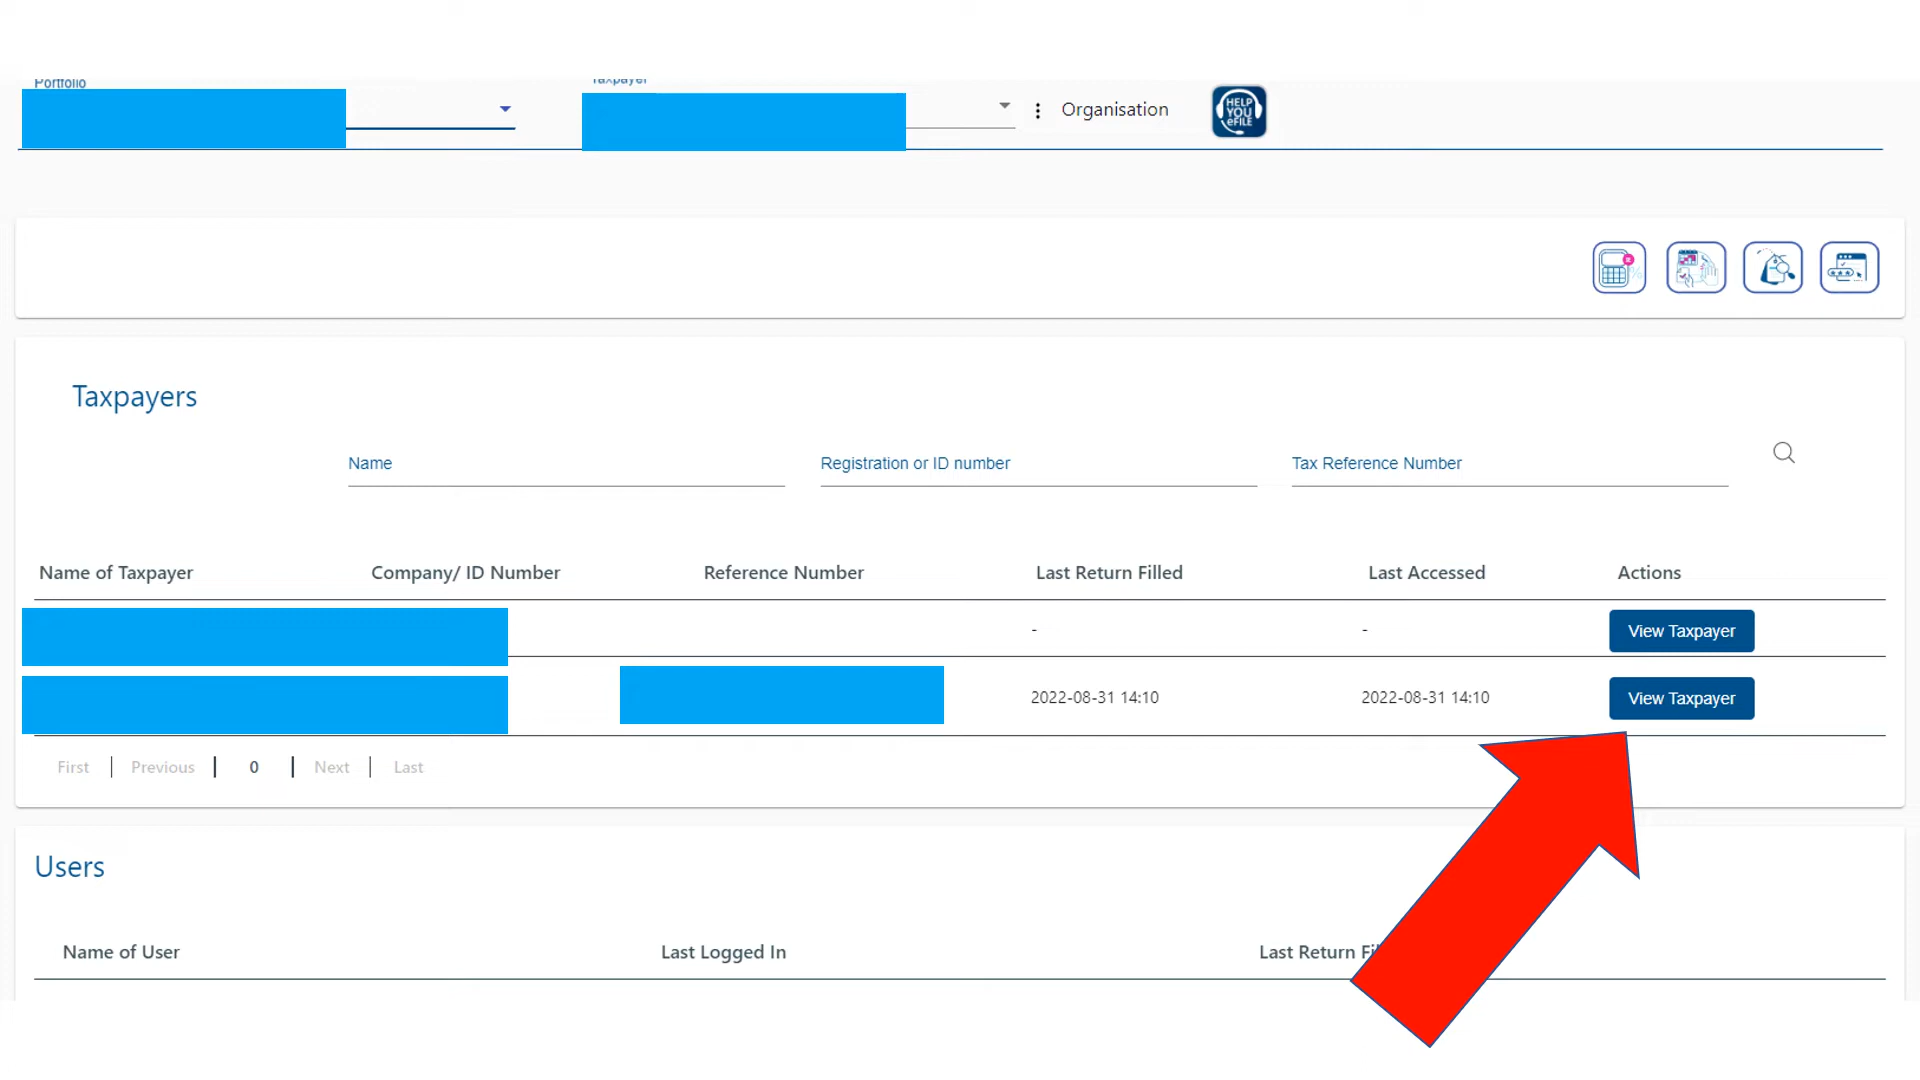 Portfolio
Taxpayer
Organisation
HELP
YOU
eFILE
Taxpayers
Name
Registration or ID number
Tax Reference Number
Name of Taxpayer
Company/ ID Number
Reference Number
Last Return Filled
Last Accessed
Actions
-
-
View Taxpayer
2022-08-31 14:10
2022-08-31 14:10
View Taxpayer
First
Previous
0
Next
Last
Users
Name of User
Last Logged In
Last Return